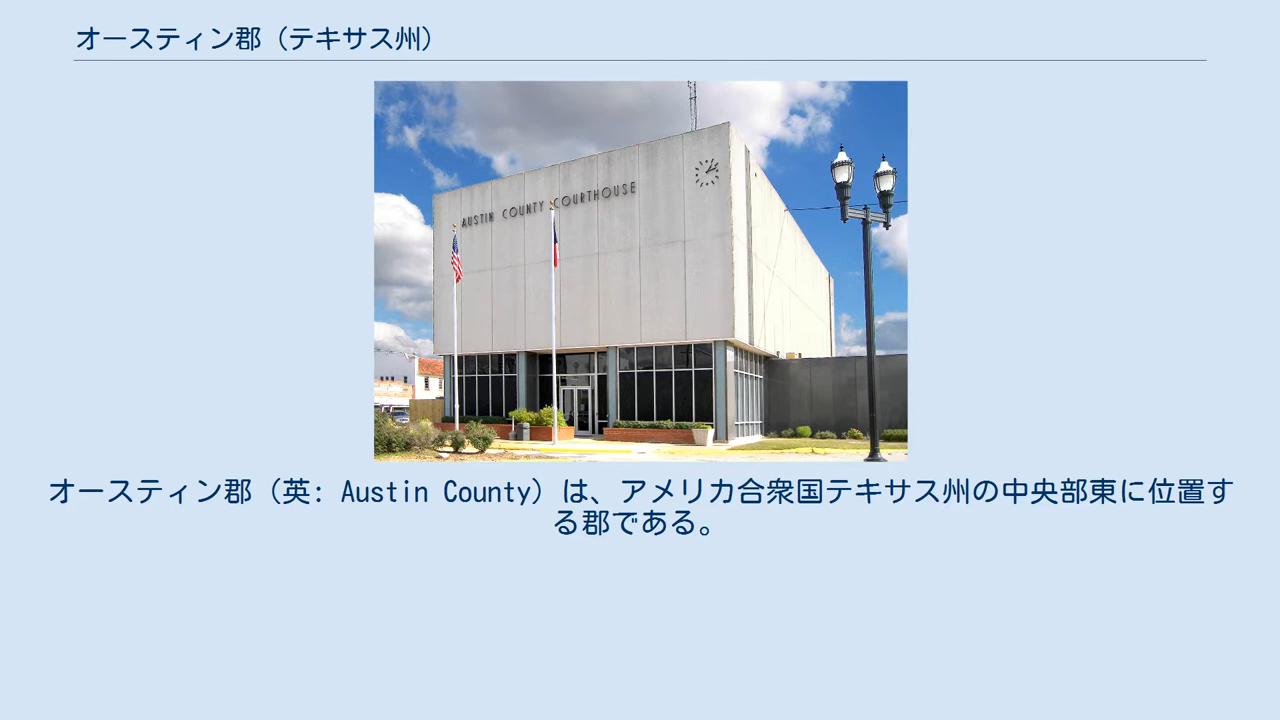 オースティン郡（テキサス州）
AUSTIN COUNTY COURTHOUSE
オースティン郡（英: Austin County）は、アメリカ合衆国テキサス州の中央部東に位置す
る郡である。